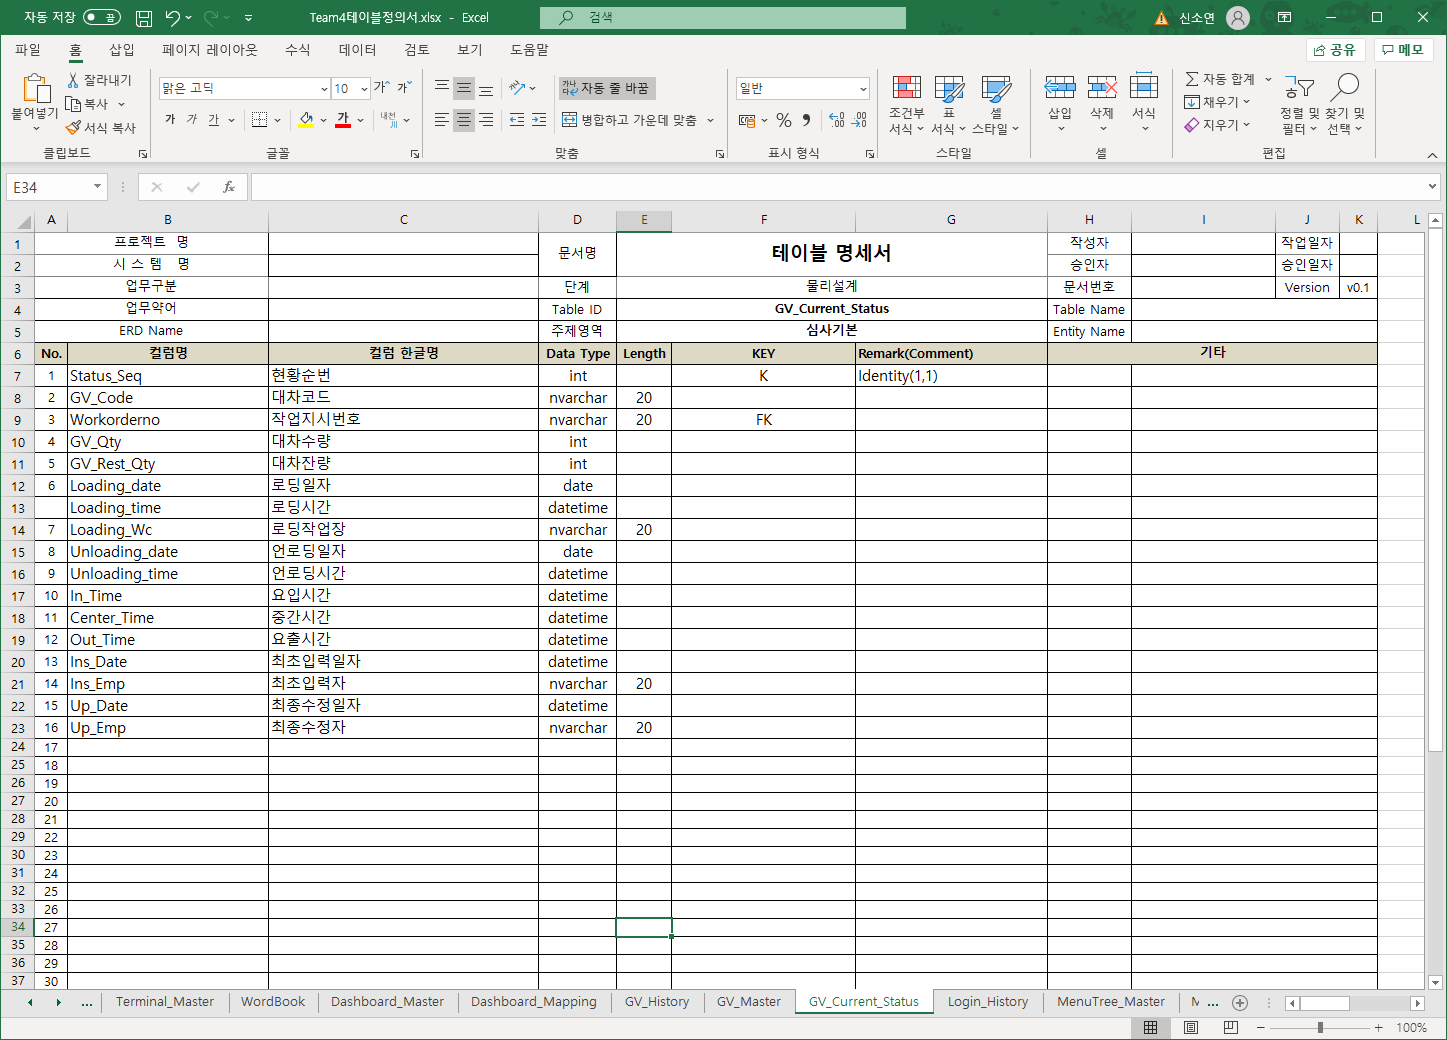 자동 저장 끔 Team4테이블정의서.xlsx - Excel 검색 신소연
파일 홈 삽입 페이지 레이아웃 수식 데이터 검토 보기 도움말 공유 메모
붙여넣기 잘라내기 복사 서식 복사 클립보드
맑은 고딕 10 가 가 가 가 가 가 내천 글꼴
가나다 자동 줄 바꿈 병합하고 가운데 맞춤 맞춤
일반 % 표시 형식
조건부 서식 표 서식 셀 스타일 스타일
삽입 삭제 서식 셀
자동 합계 채우기 지우기 정렬 및 필터 찾기 및 선택 편집
E34 fx
A B C D E F G H I J K L
1 프로젝트 명 문서명 테이블 명세서 작성자 작업일자
2 시 스 템 명 승인자 승인일자
3 업무구분 단계 물리설계 문서번호 Version v0.1
4 업무약어 Table ID GV_Current_Status Table Name
5 ERD Name 주제영역 심사기본 Entity Name
6 No. 컬럼명 컬럼 한글명 Data Type Length KEY Remark(Comment) 기타
7 1 Status_Seq 현황순번 int K Identity(1,1)
8 2 GV_Code 대차코드 nvarchar 20
9 3 Workorderno 작업지시번호 nvarchar 20 FK
10 4 GV_Qty 대차수량 int
11 5 GV_Rest_Qty 대차잔량 int
12 6 Loading_date 로딩일자 date
13 Loading_time 로딩시간 datetime
14 7 Loading_Wc 로딩작업장 nvarchar 20
15 8 Unloading_date 언로딩일자 date
16 9 Unloading_time 언로딩시간 datetime
17 10 In_Time 요입시간 datetime
18 11 Center_Time 중간시간 datetime
19 12 Out_Time 요출시간 datetime
20 13 Ins_Date 최초입력일자 datetime
21 14 Ins_Emp 최초입력자 nvarchar 20
22 15 Up_Date 최종수정일자 datetime
23 16 Up_Emp 최종수정자 nvarchar 20
24 17
25 18
26 19
27 20
28 21
29 22
30 23
31 24
32 25
33 26
34 27
35 28
36 29
37 30
... Terminal_Master WordBook Dashboard_Master Dashboard_Mapping GV_History GV_Master GV_Current_Status Login_History MenuTree_Master ...
100%